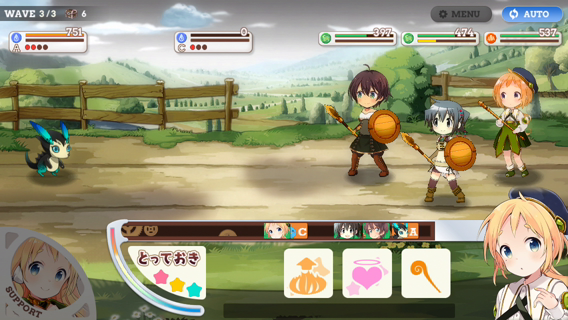 WAVE 3/3 6
MENU
AUTO
751
A
0
C
397
474
537
C
A
とっておき
SUPPORT